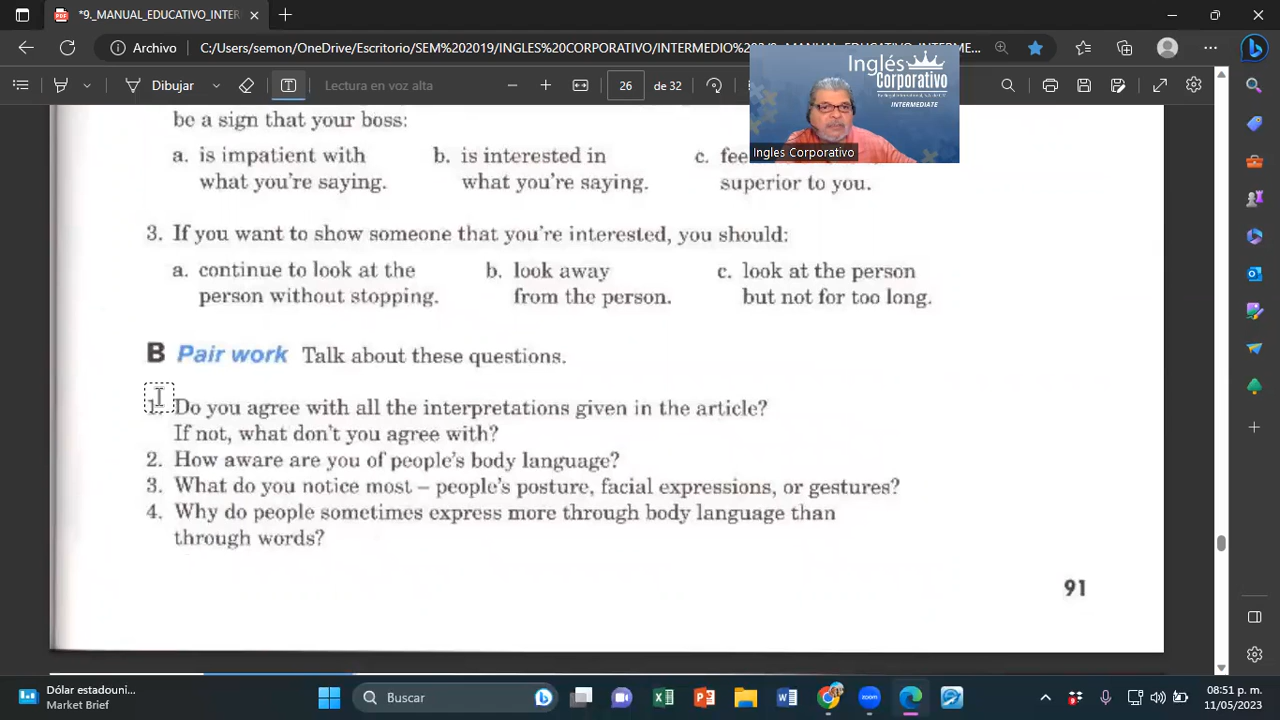 *9_MANUAL_EDUCATIVO_INTER
Archivo
C:/Users/semon/OneDrive/Escritorio/SEM%202019/INGLES%20CORPORATIVO/INTERMEDIO%20
MANUAL_EDUCATIVO_INTERME...
Dibujar
Lectura en voz alta
26
de 32
Inglés
Corporativo
INTERMEDIATE
Ingles Corporativo
be a sign that your boss:
a. is impatient with
what you're saying.
b. is interested in
what you're saying.
c. fee
superior to you.
3. If you want to show someone that you're interested, you should:
a. continue to look at the
person without stopping.
b. look away
from the person.
c. look at the person
but not for too long.
B Pair work Talk about these questions.
1. Do you agree with all the interpretations given in the article?
If not, what don't you agree with?
2. How aware are you of people's body language?
3. What do you notice most – people's posture, facial expressions, or gestures?
4. Why do people sometimes express more through body language than
through words?
91
Dólar estadouni...
Market Brief
Buscar
zoom
08:51 p. m.
11/05/2023